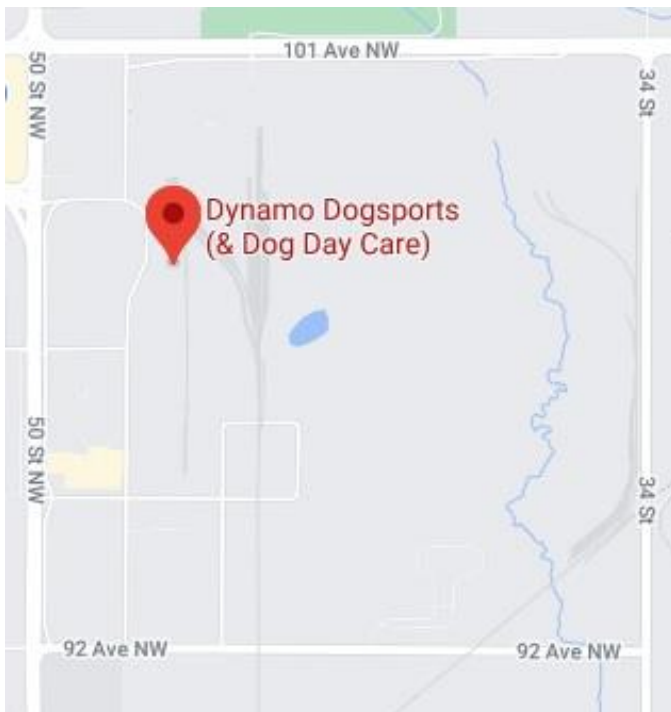 101 Ave NW
50 St NW
34 St
Dynamo Dogsports
(& Dog Day Care)
50 St NW
34 St
92 Ave NW
92 Ave NW